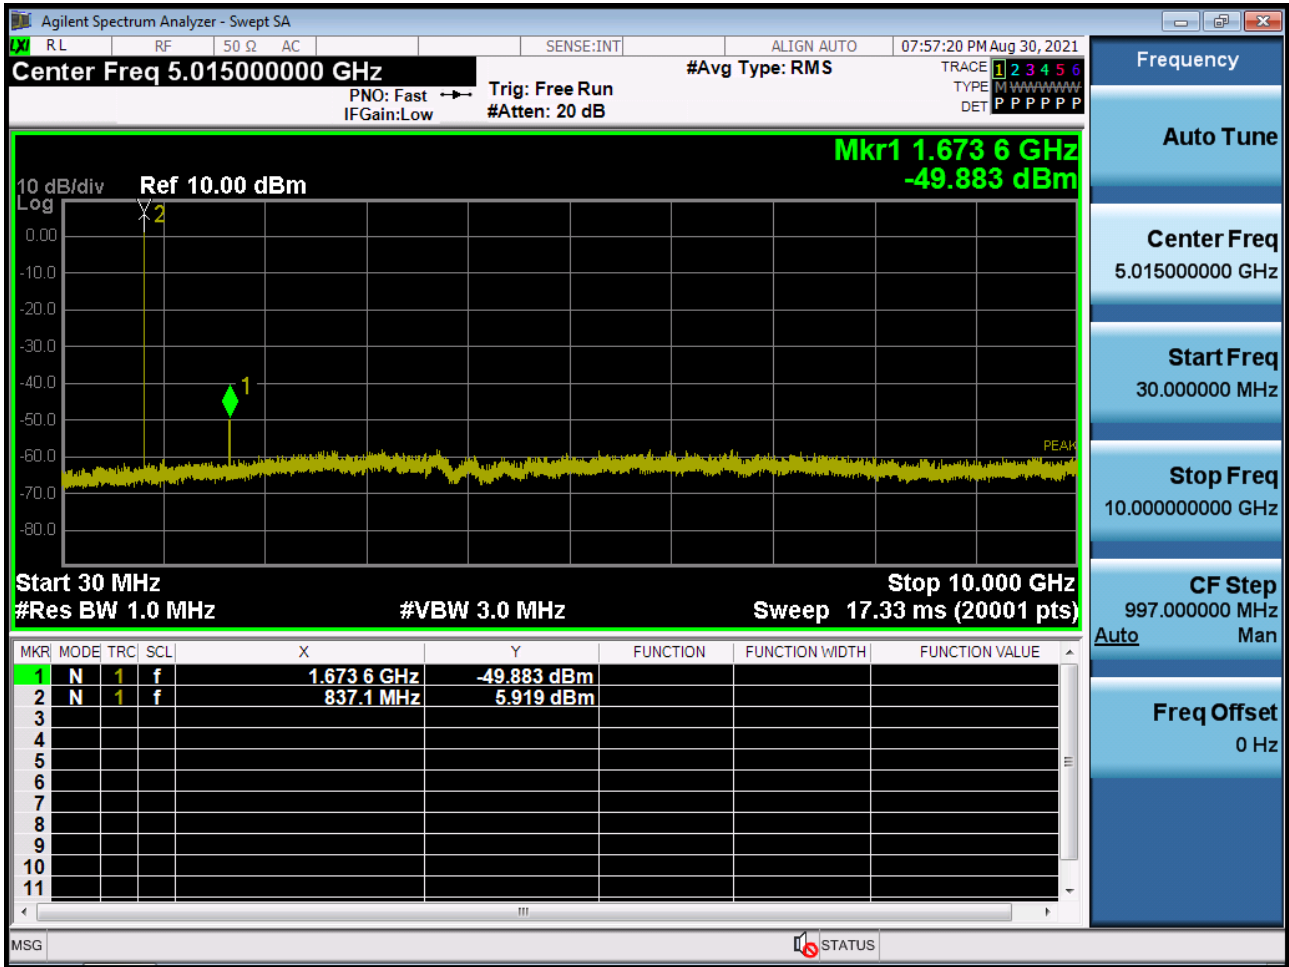 Agilent Spectrum Analyzer - Swept SA
LXI RL RF 50 Ω AC SENSE:INT ALIGN AUTO 07:57:20 PM Aug 30, 2021
Center Freq 5.015000000 GHz #Avg Type: RMS TRACE 1 2 3 4 5 6
PNO: Fast Trig: Free Run TYPE M WWWWW
IFGain:Low #Atten: 20 dB DET P P P P P P
Mkr1 1.673 6 GHz
-49.883 dBm
10 dB/div Ref 10.00 dBm
Log
2
0.00
-10.0
-20.0
-30.0
-40.0
1
-50.0
PEAK
-60.0
-70.0
-80.0
Start 30 MHz Stop 10.000 GHz
#Res BW 1.0 MHz #VBW 3.0 MHz Sweep 17.33 ms (20001 pts)
MKR MODE TRC SCL X Y FUNCTION FUNCTION WIDTH FUNCTION VALUE
1 N 1 f 1.673 6 GHz -49.883 dBm
2 N 1 f 837.1 MHz 5.919 dBm
3
4
5
6
7
8
9
10
11
MSG STATUS
Frequency
Auto Tune
Center Freq
5.015000000 GHz
Start Freq
30.000000 MHz
Stop Freq
10.000000000 GHz
CF Step
997.000000 MHz
Auto Man
Freq Offset
0 Hz